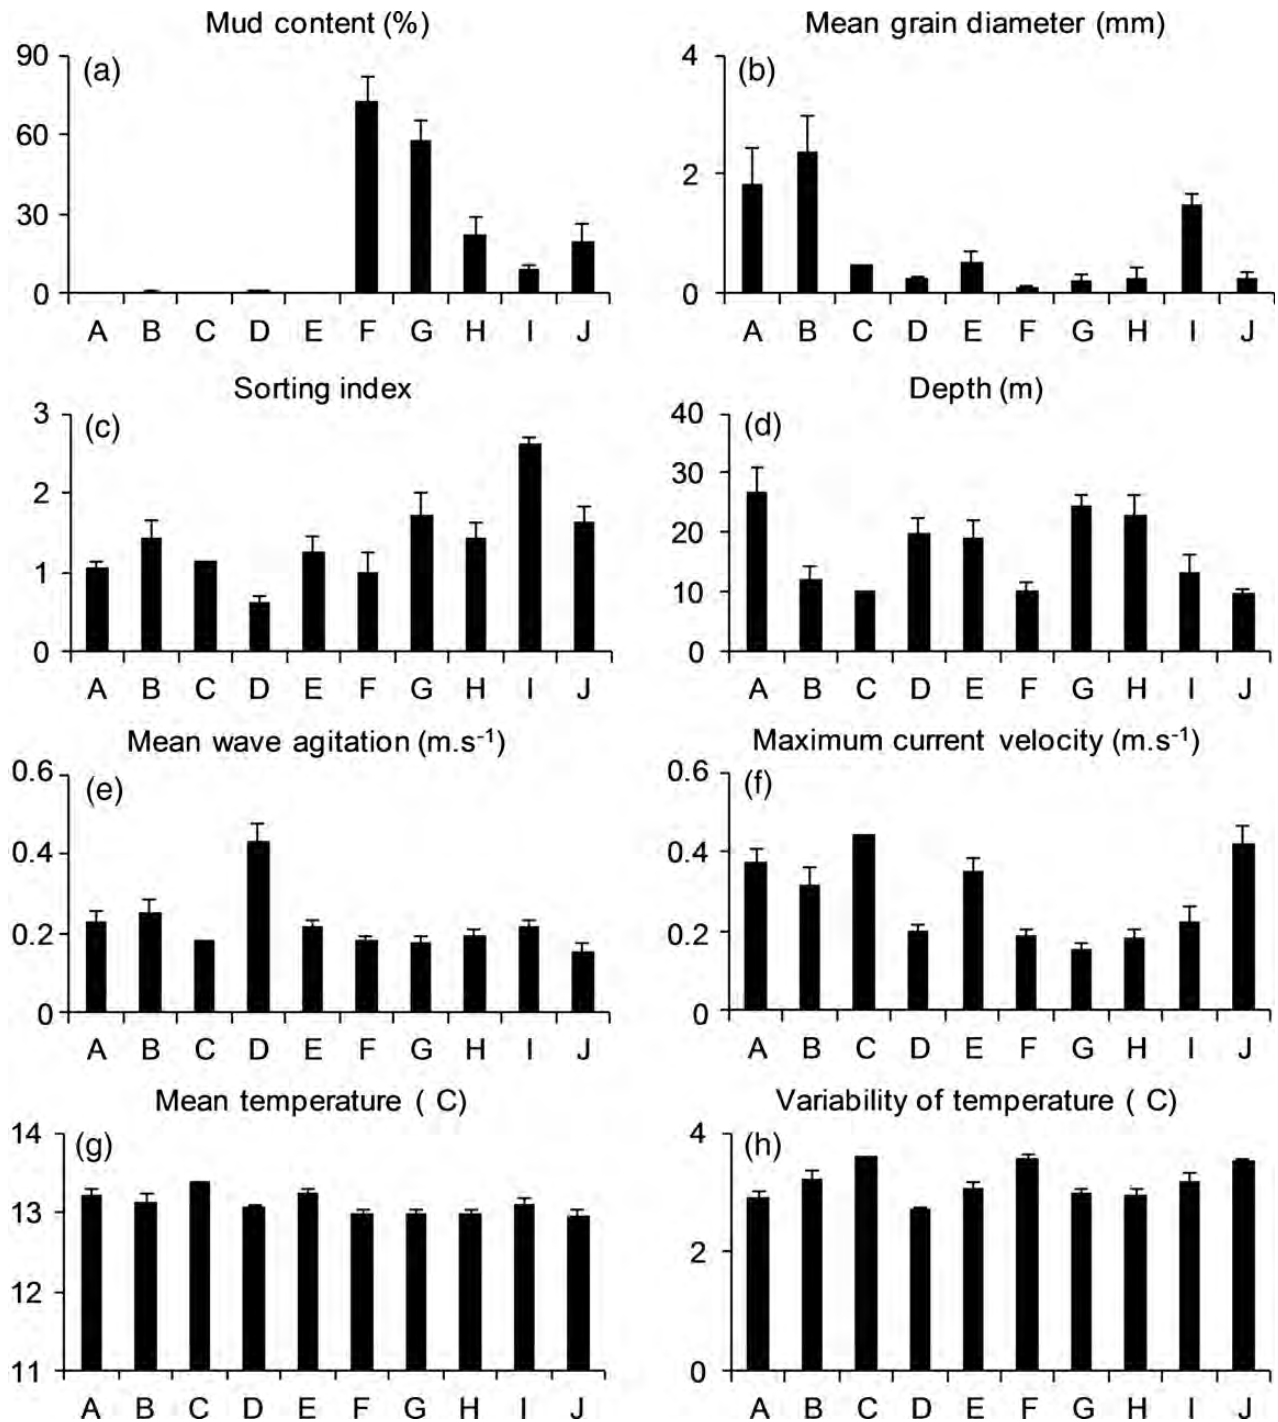 Mud content (%)
Mean grain diameter (mm)
(a)
90
60
30
0
A B C D E F G H I J
(b)
4
2
0
A B C D E F G H I J
Sorting index
Depth (m)
(c)
3
2
1
0
A B C D E F G H I J
(d)
40
30
20
10
0
A B C D E F G H I J
Mean wave agitation (m.s⁻¹)
Maximum current velocity (m.s⁻¹)
(e)
0.6
0.4
0.2
0
A B C D E F G H I J
(f)
0.6
0.4
0.2
0
A B C D E F G H I J
Mean temperature ( C)
Variability of temperature ( C)
(g)
14
13
12
11
A B C D E F G H I J
(h)
4
2
0
A B C D E F G H I J